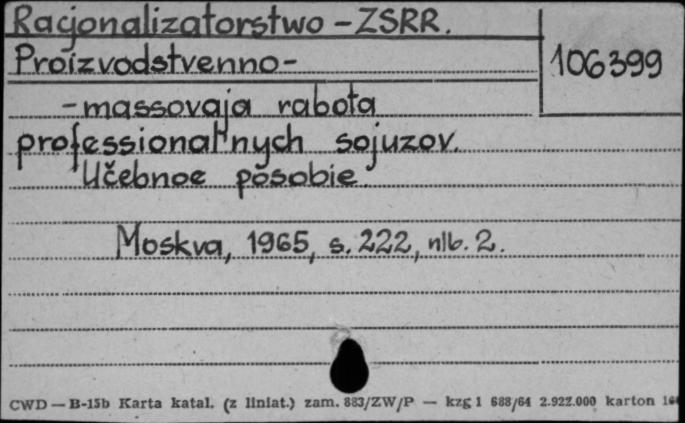 Racjonalizatorstwo – ZSRR.
106399
Proizvodstvenno-
-massovaja rabota
professional'nych sojuzov.
Učebnoe posobie.
Moskva, 1965, s. 222, nlb. 2.
CWD — B-15b Karta katal. (z liniat.) zam. 883/ZW/P — kzg 1 688/64 2.922.000 karton